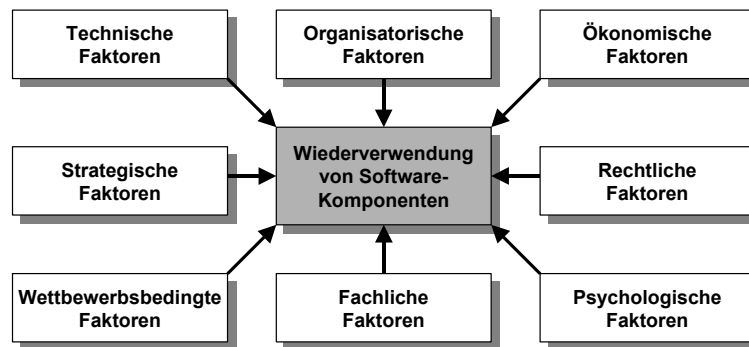 Technische
Faktoren
Organisatorische
Faktoren
Ökonomische
Faktoren
Strategische
Faktoren
Wiederverwendung
von Software-
Komponenten
Rechtliche
Faktoren
Wettbewerbsbedingte
Faktoren
Fachliche
Faktoren
Psychologische
Faktoren